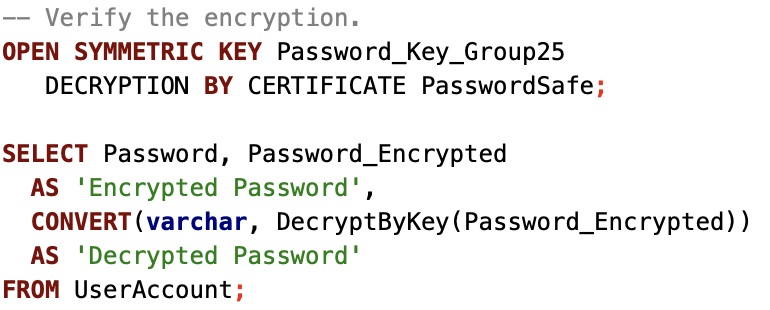 -- Verify the encryption.
OPEN SYMMETRIC KEY Password_Key_Group25
DECRYPTION BY CERTIFICATE PasswordSafe;
SELECT Password, Password_Encrypted
AS 'Encrypted Password',
CONVERT(varchar, DecryptByKey(Password_Encrypted))
AS 'Decrypted Password'
FROM UserAccount;